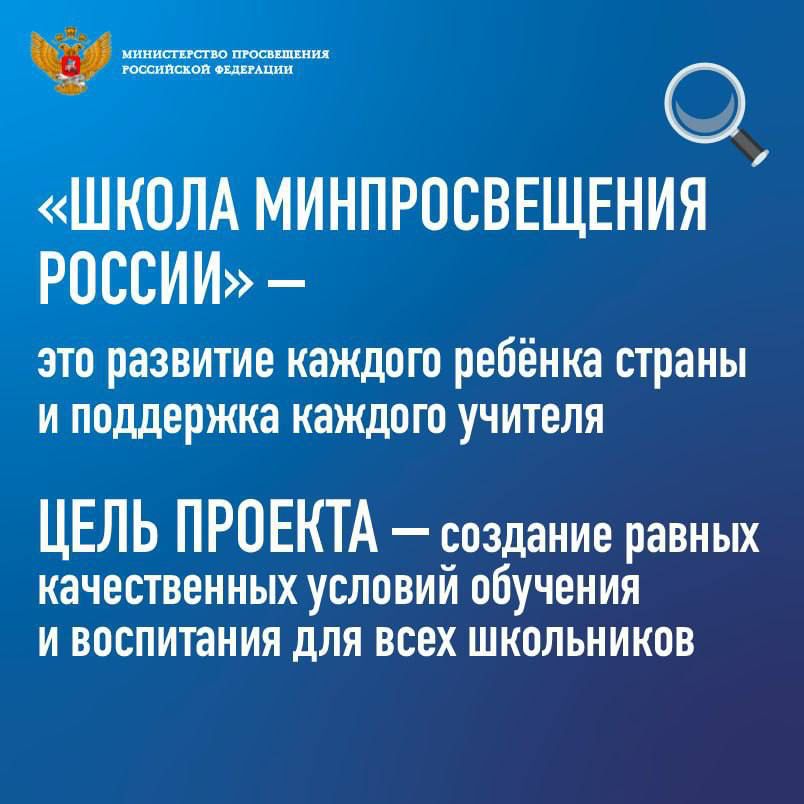 МИНИСТЕРСТВО ПРОСВЕЩЕНИЯ
РОССИЙСКОЙ ФЕДЕРАЦИИ
«ШКОЛА МИНПРОСВЕЩЕНИЯ
РОССИИ» –
это развитие каждого ребёнка страны
и поддержка каждого учителя
ЦЕЛЬ ПРОЕКТА – создание равных
качественных условий обучения
и воспитания для всех школьников